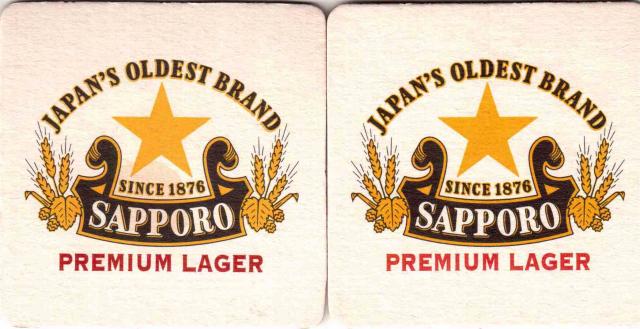 JAPAN'S OLDEST BRAND
SINCE 1876
SAPPORO
PREMIUM LAGER
JAPAN'S OLDEST BRAND
SINCE 1876
SAPPORO
PREMIUM LAGER